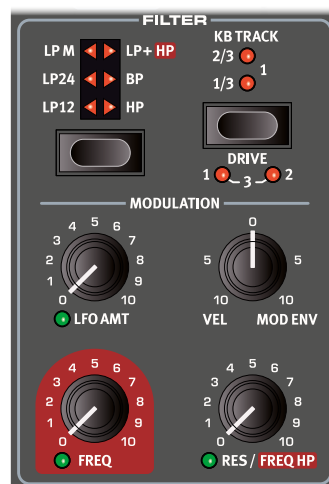 FILTER
LP M LP+ HP
LP24 BP
LP12 HP
KB TRACK
2/3
1
1/3
DRIVE
1 3 2
MODULATION
0 1 2 3 4 5 6 7 8 9 10
LFO AMT
10 5 0 5 10
VEL MOD ENV
0 1 2 3 4 5 6 7 8 9 10
FREQ
0 1 2 3 4 5 6 7 8 9 10
RES / FREQ HP